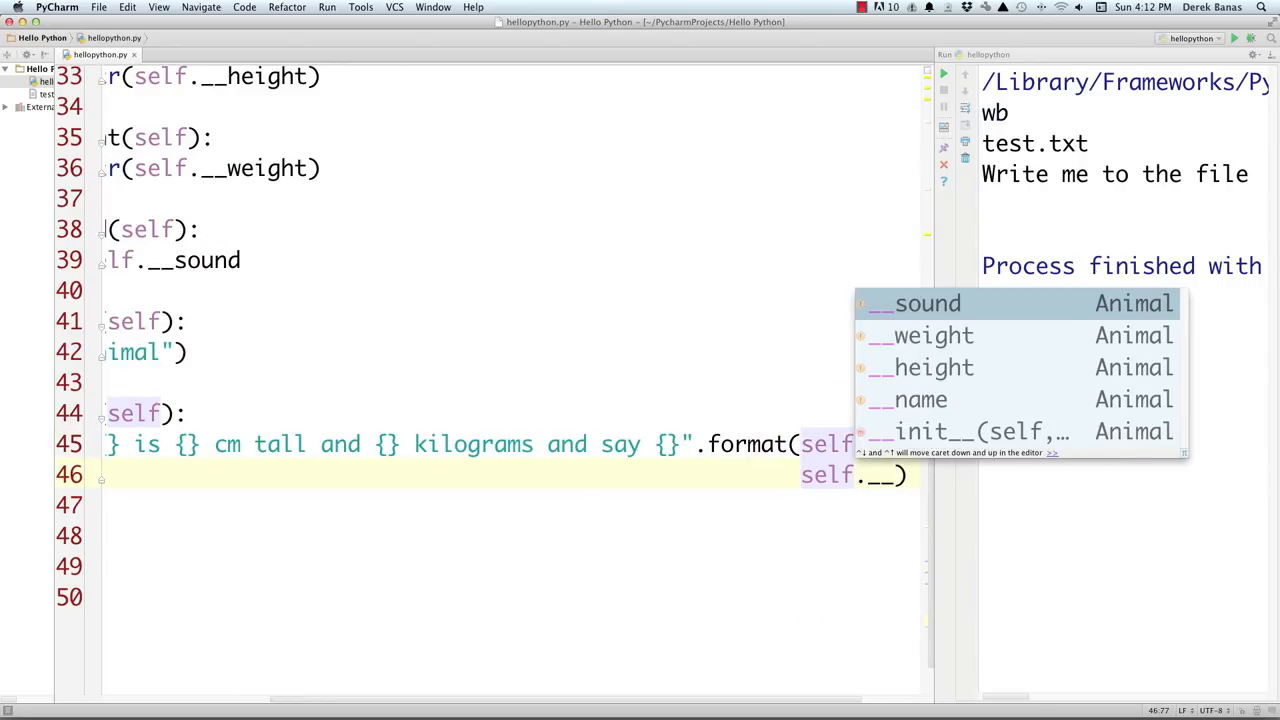 PyCharm File Edit View Navigate Code Refactor Run Tools VCS Window Help 10 Sun 4:12 PM Derek Banas
hellopython.py – Hello Python – [~/PycharmProjects/Hello Python]
Hello Python hellopython.py hellopython
hellopython.py Run hellopython
Hello P
hell
test
Extern
33 r(self.__height)
34
35 t(self):
36 r(self.__weight)
37
38 d(self):
39 lf.__sound
40
41 (self):
42 imal")
43
44 self):
45 } is {} cm tall and {} kilograms and say {}".format(self
46 self.__)
47
48
49
50
__sound Animal
__weight Animal
__height Animal
__name Animal
__init__(self,… Animal
^↓ and ^↑ will move caret down and up in the editor >>
/Library/Frameworks/Py
wb
test.txt
Write me to the file
Process finished with
46:77 LF÷ UTF-8÷